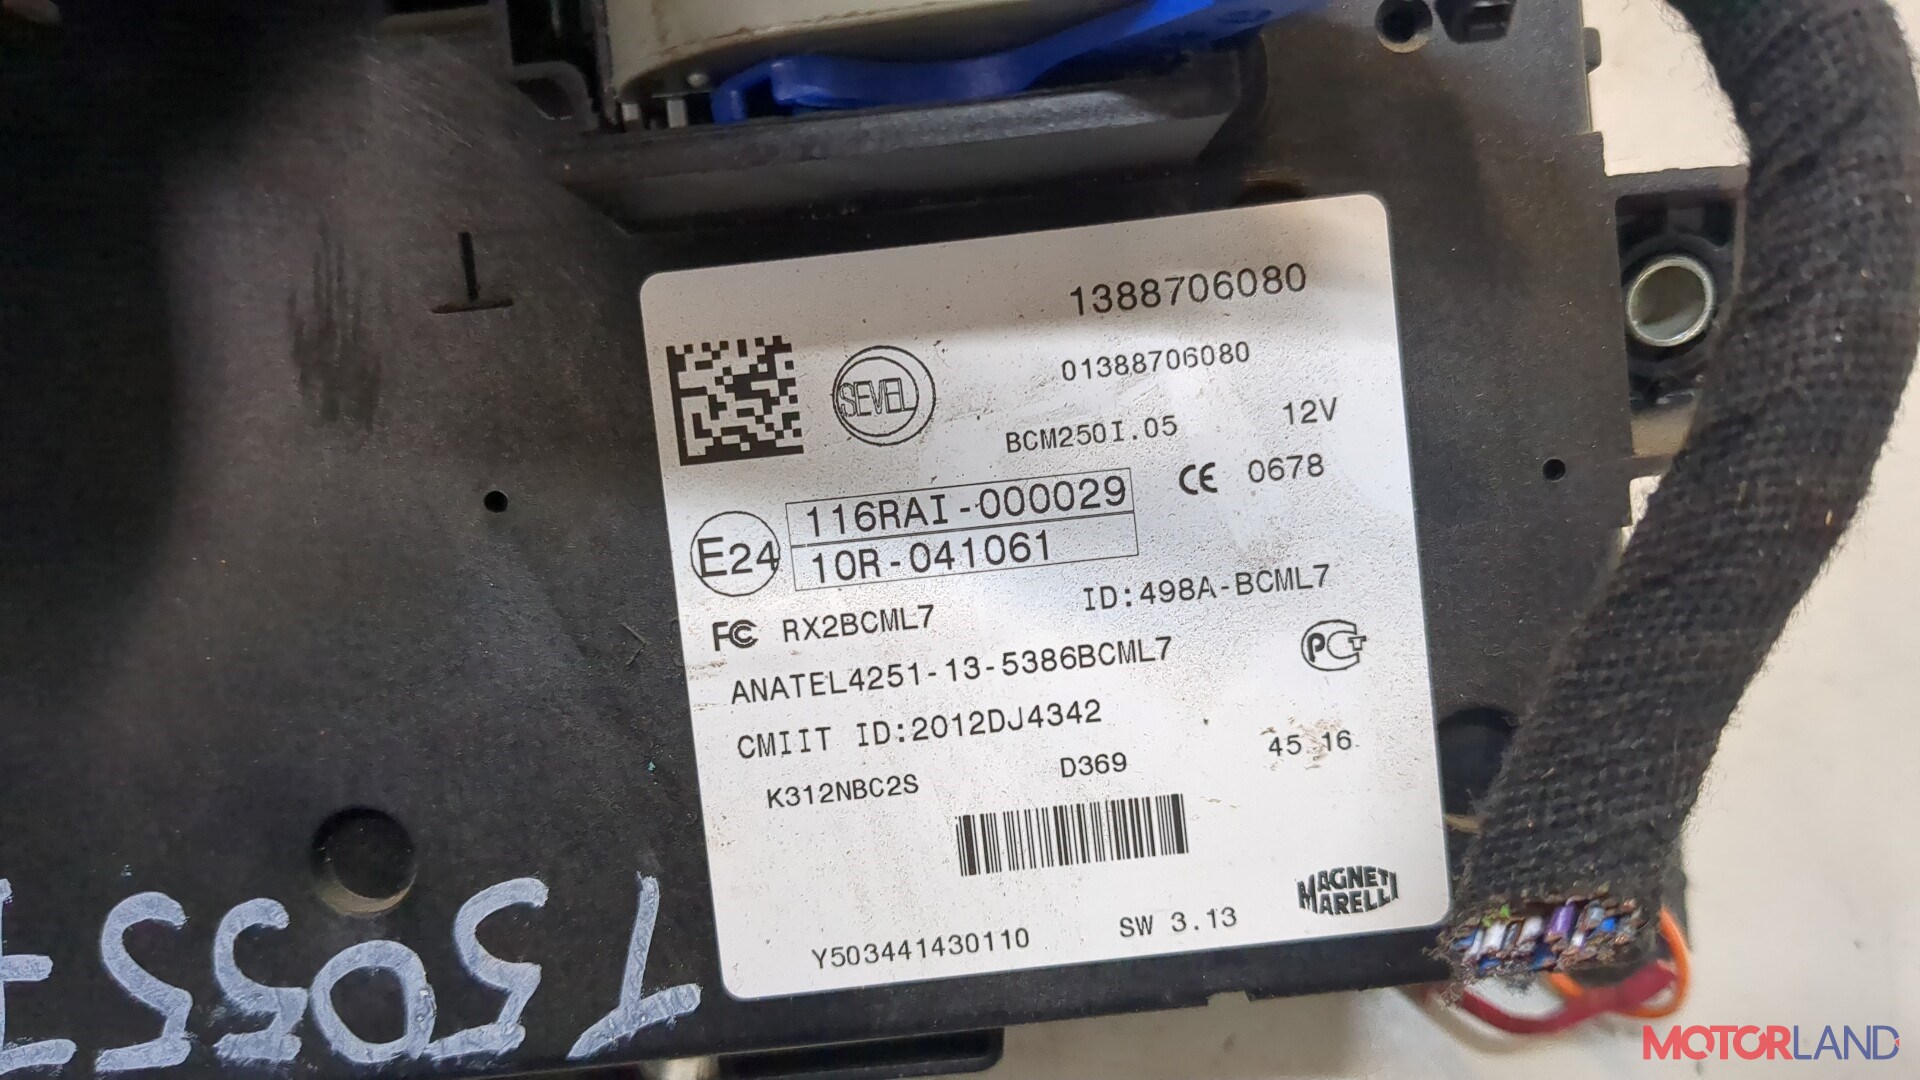 1388706080
01388706080
SEVEL
BCM250I.05 12V
CE 0678
116RAI-000029
E24
10R-041061
FC RX2BCML7 ID:498A-BCML7
ANATEL4251-13-5386BCML7
PCT
CMIIT ID:2012DJ4342
K312NBC2S D369 45 16
MAGNETI
MARELLI
Y503441430110 SW 3.13
MOTORLAND